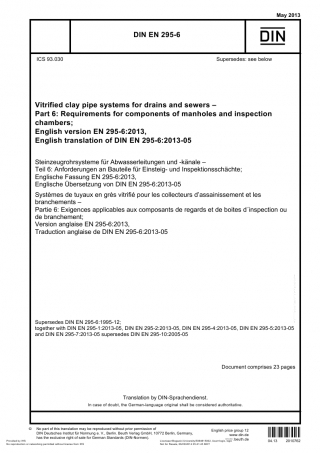 May 2013
DIN EN 295-6
DIN
ICS 93.030
Supersedes: see below
Vitrified clay pipe systems for drains and sewers –
Part 6: Requirements for components of manholes and inspection
chambers;
English version EN 295-6:2013,
English translation of DIN EN 295-6:2013-05
Steinzeugrohrsysteme für Abwasserleitungen und -kanäle –
Teil 6: Anforderungen an Bauteile für Einsteig- und Inspektionsschächte;
Englische Fassung EN 295-6:2013,
Englische Übersetzung von DIN EN 295-6:2013-05
Systèmes de tuyaux en grès vitrifié pour les collecteurs d'assainissement et les
branchements –
Partie 6: Exigences applicables aux composants de regards et de boites d´inspection ou
de branchement;
Version anglaise EN 295-6:2013,
Traduction anglaise de DIN EN 295-6:2013-05
Supersedes DIN EN 295-6:1995-12;
together with DIN EN 295-1:2013-05, DIN EN 295-2:2013-05, DIN EN 295-4:2013-05, DIN EN 295-5:2013-05
and DIN EN 295-7:2013-05 supersedes DIN EN 295-10:2005-05
Document comprises 23 pages
Translation by DIN-Sprachendienst.
In case of doubt, the German-language original shall be considered authoritative.
© No part of this translation may be reproduced without prior permission of
DIN Deutsches Institut für Normung e. V., Berlin. Beuth Verlag GmbH, 10772 Berlin, Germany,
has the exclusive right of sale for German Standards (DIN-Normen).
English price group 12
www.din.de
www.beuth.de
04.13 2010762